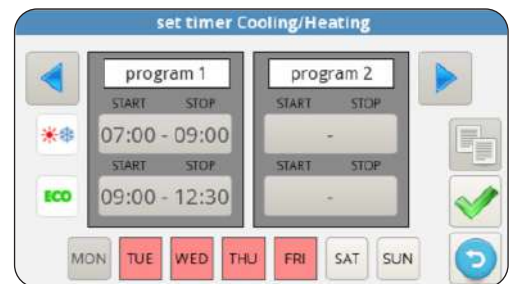 set timer Cooling/Heating
program 1 program 2
START STOP START STOP
07:00 - 09:00 -
START STOP START STOP
ECO 09:00 - 12:30 -
MON TUE WED THU FRI SAT SUN